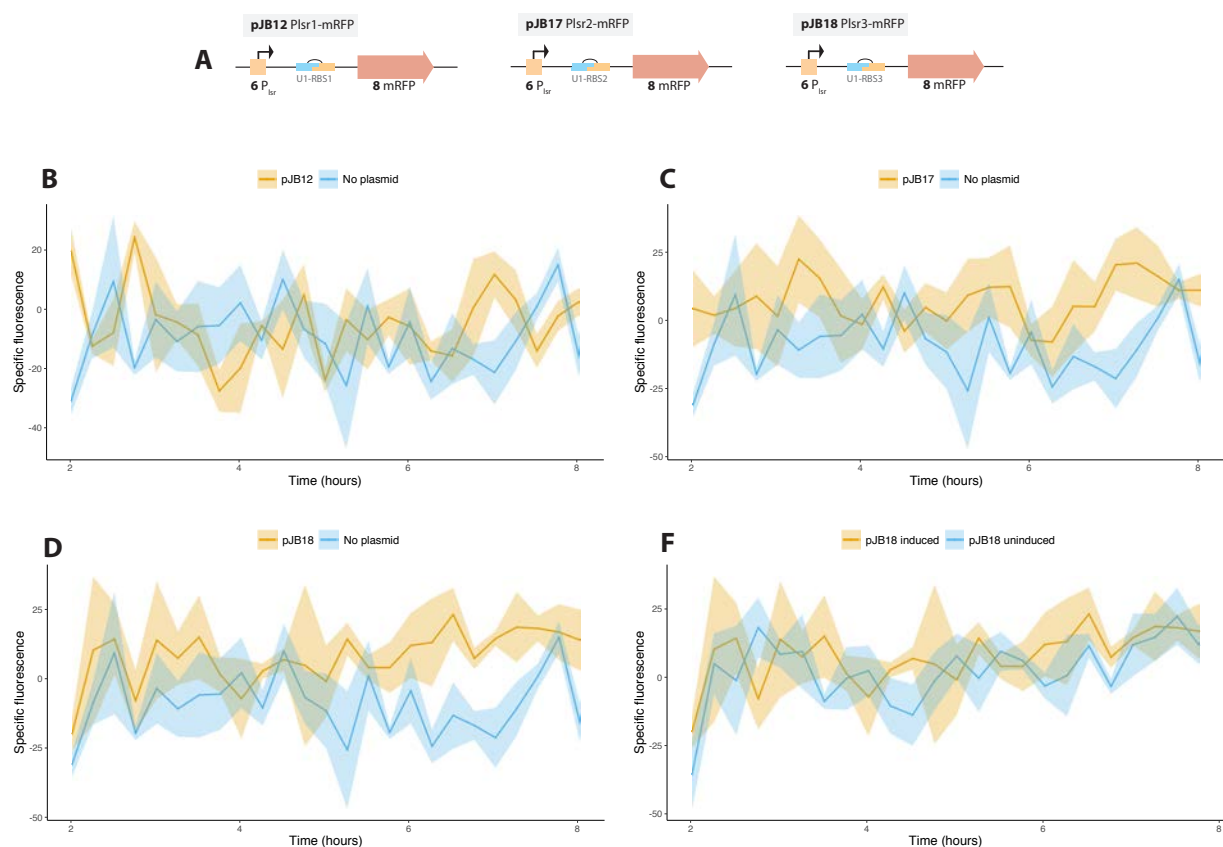 pJB12 Plsr1-mRFP
pJB17 Plsr2-mRFP
pJB18 Plsr3-mRFP
A
U1-RBS1
6 Plsr
8 mRFP
U1-RBS2
6 Plsr
8 mRFP
U1-RBS3
6 Plsr
8 mRFP
B
pJB12 No plasmid
Specific fluorescence
20
0
-20
-40
2 4 6 8
Time (hours)
C
pJB17 No plasmid
Specific fluorescence
25
0
-25
-50
2 4 6 8
Time (hours)
D
pJB18 No plasmid
Specific fluorescence
25
0
-25
-50
2 4 6 8
Time (hours)
F
pJB18 induced pJB18 uninduced
Specific fluorescence
25
0
-25
-50
2 4 6 8
Time (hours)